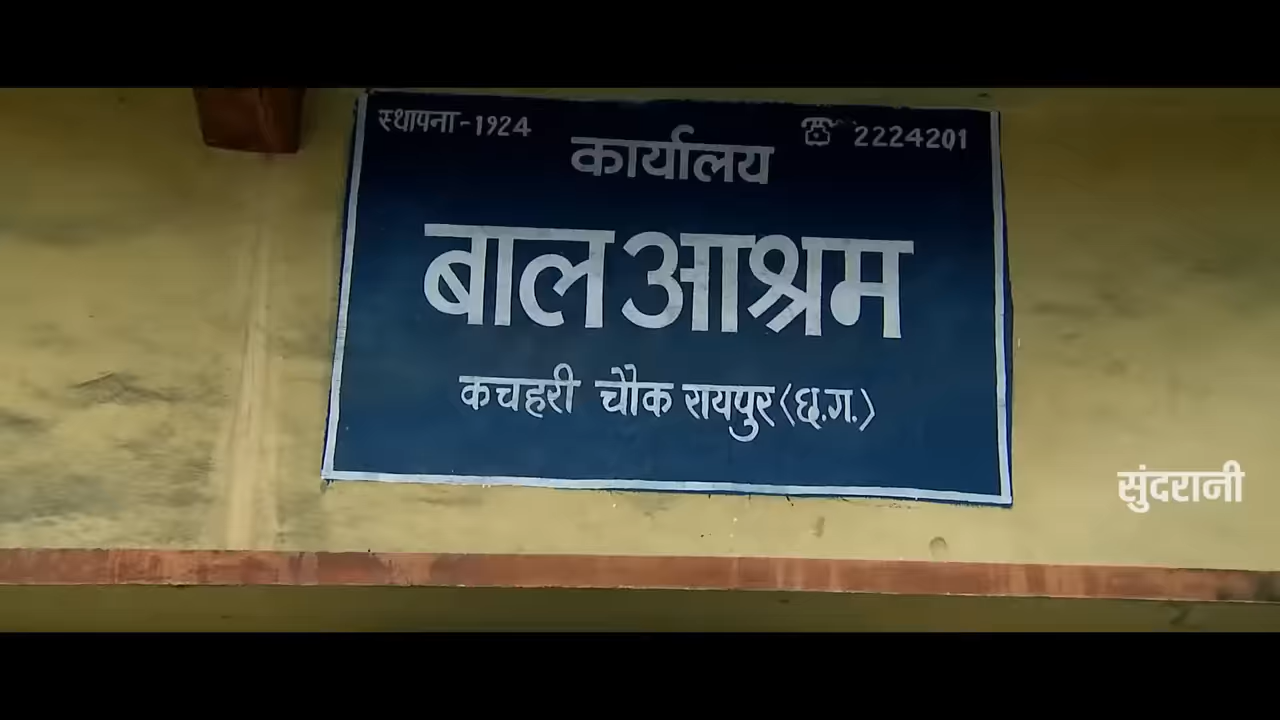 स्थापना-1924
☎ 2224201
कार्यालय
बाल आश्रम
कचहरी चौक रायपुर (छ.ग.)
सुंदरानी